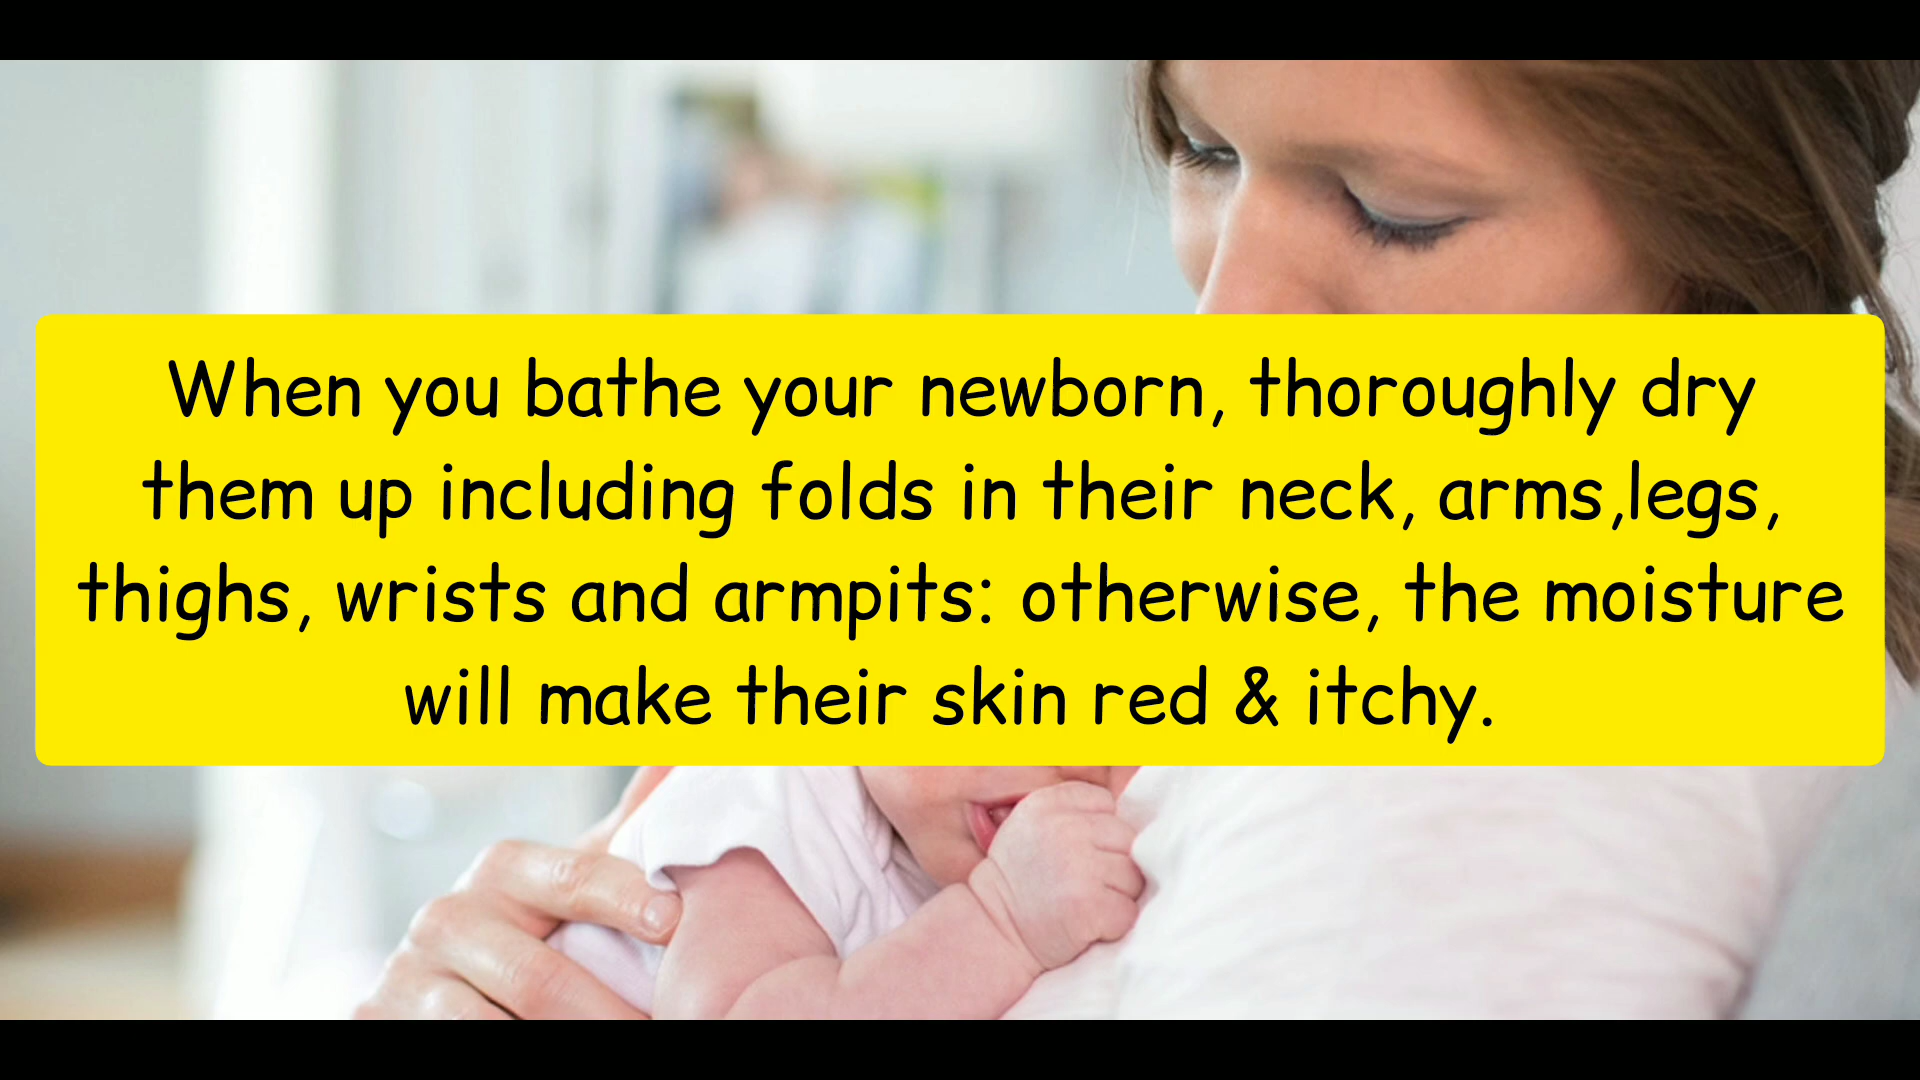 When you bathe your newborn, thoroughly dry
them up including folds in their neck, arms,legs,
thighs, wrists and armpits: otherwise, the moisture
will make their skin red & itchy.